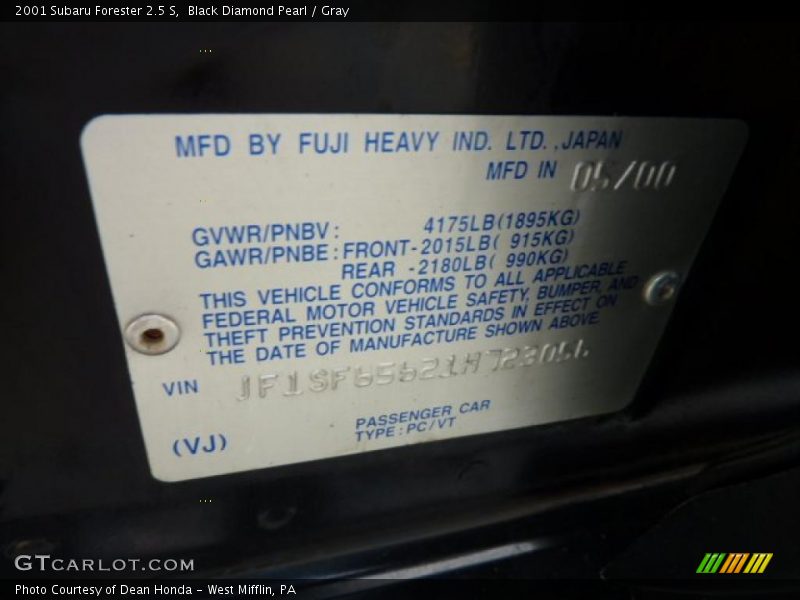 2001 Subaru Forester 2.5 S,  Black Diamond Pearl / Gray
MFD BY FUJI HEAVY IND. LTD.,JAPAN
MFD IN 05/00
GVWR/PNBV: 4175LB(1895KG)
GAWR/PNBE:FRONT-2015LB( 915KG)
REAR -2180LB( 990KG)
THIS VEHICLE CONFORMS TO ALL APPLICABLE
FEDERAL MOTOR VEHICLE SAFETY, BUMPER, AND
THEFT PREVENTION STANDARDS IN EFFECT ON
THE DATE OF MANUFACTURE SHOWN ABOVE.
VIN JF1SF65621H723056
(VJ)
PASSENGER CAR
TYPE:PC/VT
GTCARLOT.COM
Photo Courtesy of Dean Honda - West Mifflin, PA